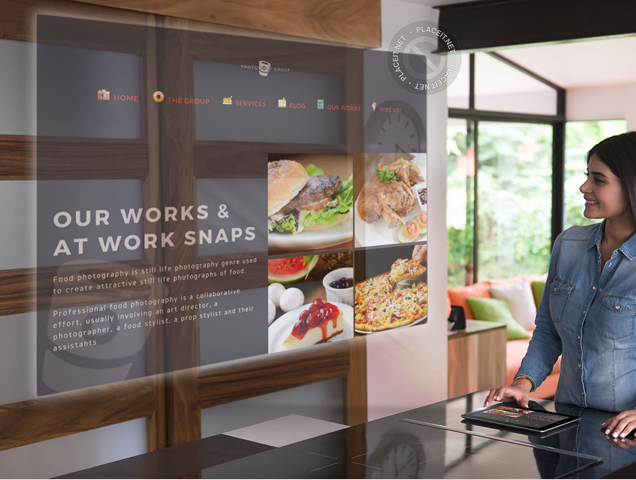 PLACEIT.NET - PLACEIT.NET - PLACEIT.NET
PHOTO GROUP
HOME THE GROUP SERVICES BLOG OUR WORKS HIRE US!
OUR WORKS &
AT WORK SNAPS
Food photography is still life photography genre used
to create attractive still life photographs of food.
Professional food photography is a collaborative
effort, usually involving an art director, a
photographer, a food stylist, a prop stylist and their
assistants